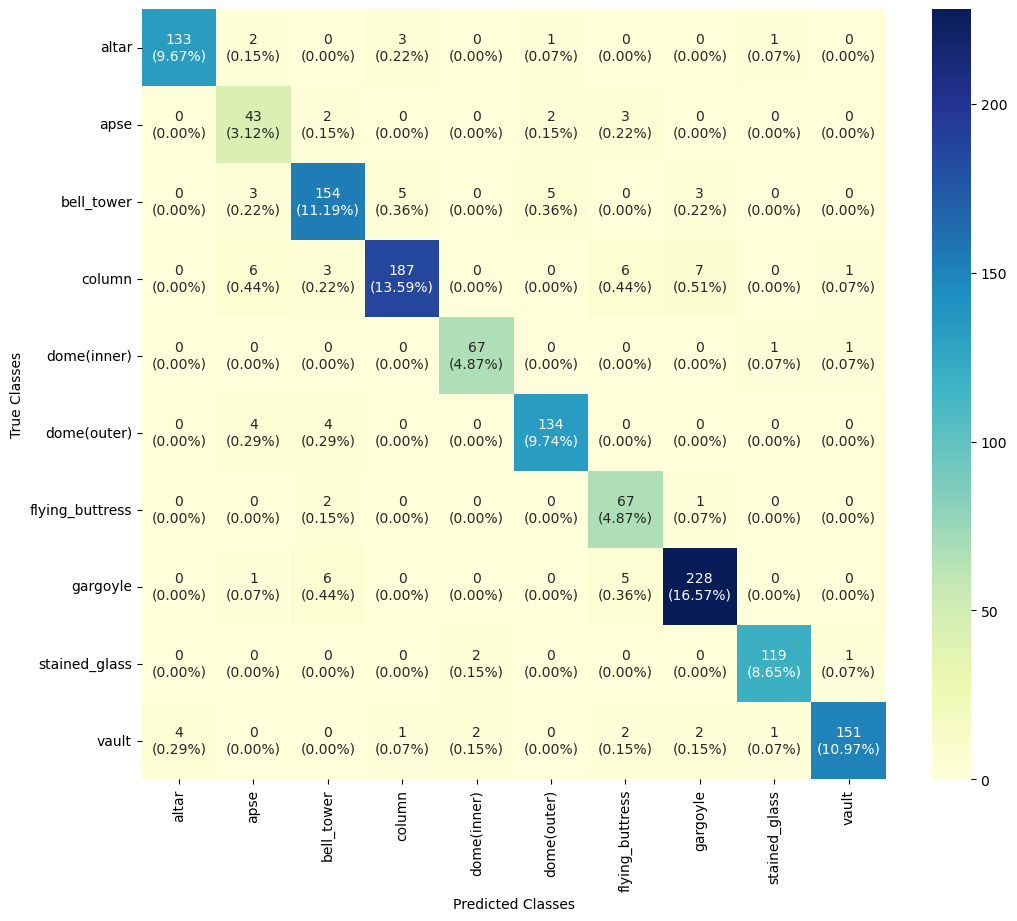 altar 133 2 0 3 0 1 0 0 1 0
(9.67%) (0.15%) (0.00%) (0.22%) (0.00%) (0.07%) (0.00%) (0.00%) (0.07%) (0.00%)
apse 0 43 2 0 0 2 3 0 0 0
(0.00%) (3.12%) (0.15%) (0.00%) (0.00%) (0.15%) (0.22%) (0.00%) (0.00%) (0.00%)
bell_tower 0 3 154 5 0 5 0 3 0 0
(0.00%) (0.22%) (11.19%) (0.36%) (0.00%) (0.36%) (0.00%) (0.22%) (0.00%) (0.00%)
column 0 6 3 187 0 0 6 7 0 1
(0.00%) (0.44%) (0.22%) (13.59%) (0.00%) (0.00%) (0.44%) (0.51%) (0.00%) (0.07%)
dome(inner) 0 0 0 0 67 0 0 0 1 1
(0.00%) (0.00%) (0.00%) (0.00%) (4.87%) (0.00%) (0.00%) (0.00%) (0.07%) (0.07%)
dome(outer) 0 4 4 0 0 134 0 0 0 0
(0.00%) (0.29%) (0.29%) (0.00%) (0.00%) (9.74%) (0.00%) (0.00%) (0.00%) (0.00%)
flying_buttress 0 0 2 0 0 0 67 1 0 0
(0.00%) (0.00%) (0.15%) (0.00%) (0.00%) (0.00%) (4.87%) (0.07%) (0.00%) (0.00%)
gargoyle 0 1 6 0 0 0 5 228 0 0
(0.00%) (0.07%) (0.44%) (0.00%) (0.00%) (0.00%) (0.36%) (16.57%) (0.00%) (0.00%)
stained_glass 0 0 0 0 2 0 0 0 119 1
(0.00%) (0.00%) (0.00%) (0.00%) (0.15%) (0.00%) (0.00%) (0.00%) (8.65%) (0.07%)
vault 4 0 0 1 2 0 2 2 1 151
(0.29%) (0.00%) (0.00%) (0.07%) (0.15%) (0.00%) (0.15%) (0.15%) (0.07%) (10.97%)
altar apse bell_tower column dome(inner) dome(outer) flying_buttress gargoyle stained_glass vault
Predicted Classes
True Classes
200
150
100
50
0